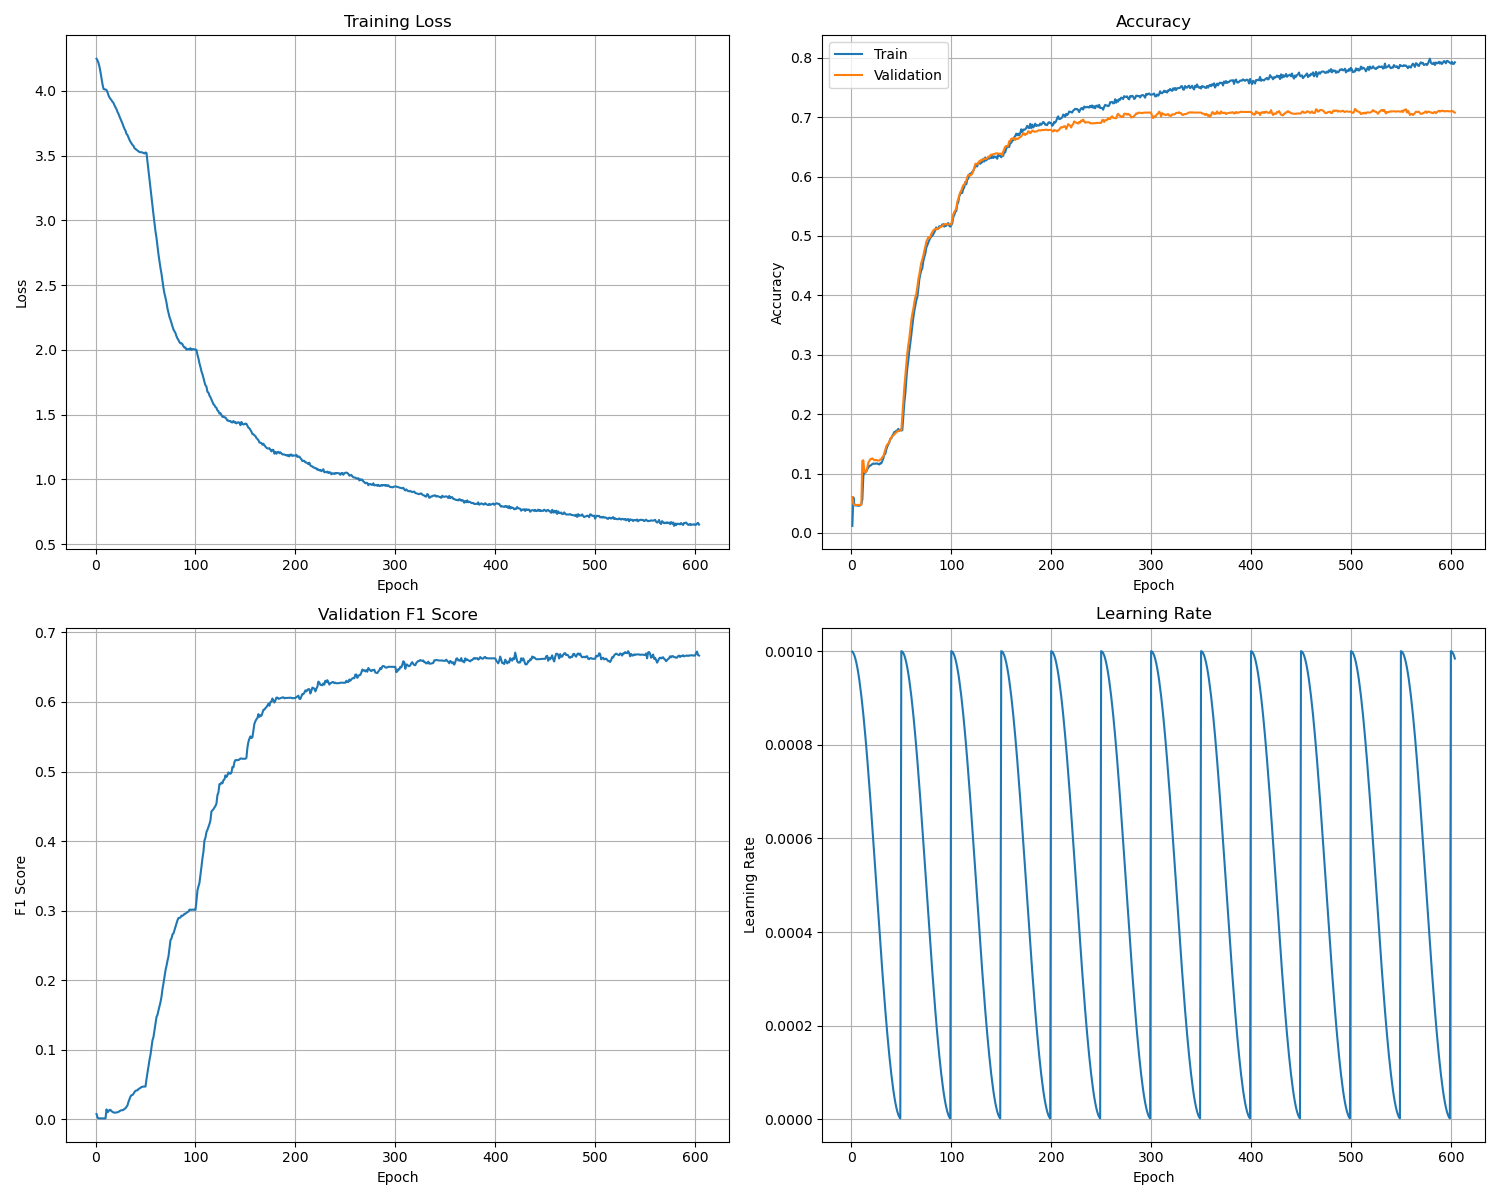 Training Loss
4.0
3.5
3.0
2.5
2.0
1.5
1.0
0.5
Loss
0 100 200 300 400 500 600
Epoch
Accuracy
Train
Validation
0.8
0.7
0.6
0.5
0.4
0.3
0.2
0.1
0.0
Accuracy
0 100 200 300 400 500 600
Epoch
Validation F1 Score
0.7
0.6
0.5
0.4
0.3
0.2
0.1
0.0
F1 Score
0 100 200 300 400 500 600
Epoch
Learning Rate
0.0010
0.0008
0.0006
0.0004
0.0002
0.0000
Learning Rate
0 100 200 300 400 500 600
Epoch